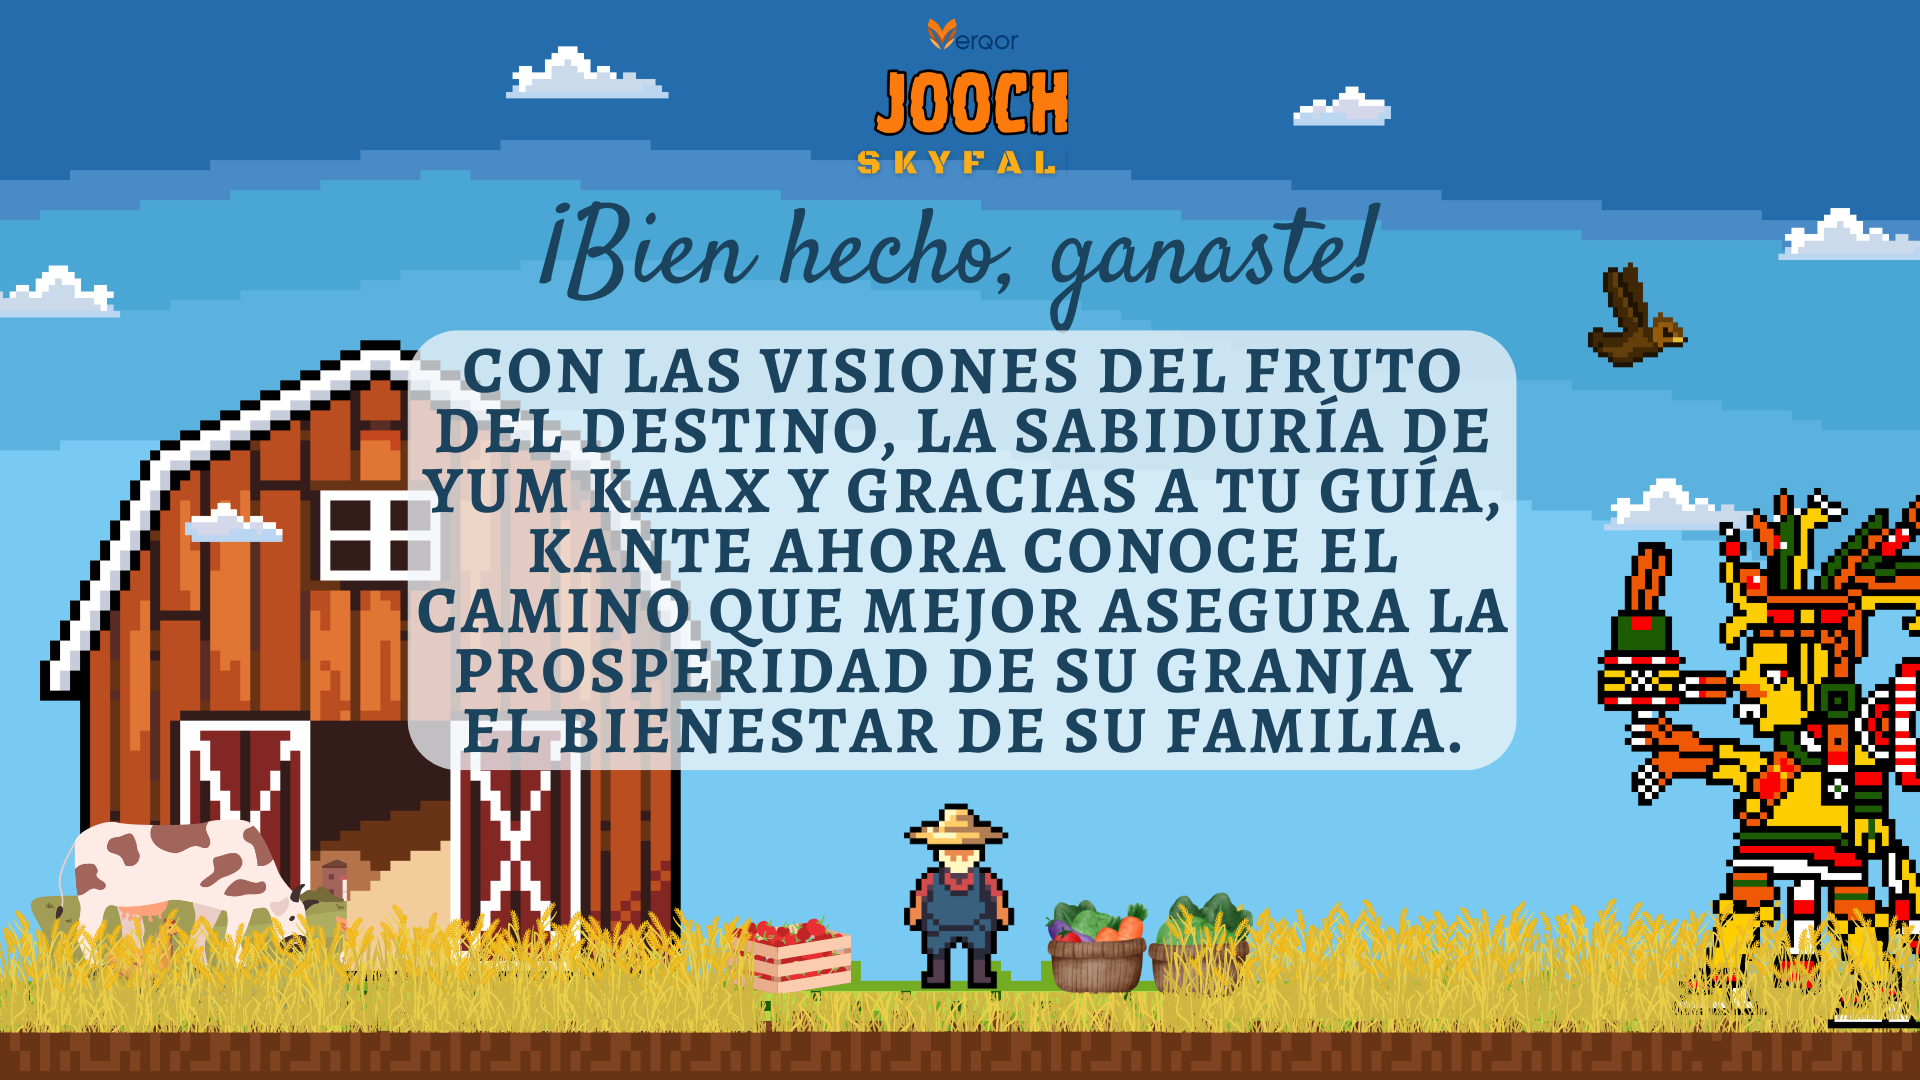 Verqor
JOOCH
SKYFAL
¡Bien hecho, ganaste!
CON LAS VISIONES DEL FRUTO
DEL DESTINO, LA SABIDURÍA DE
YUM KAAX Y GRACIAS A TU GUÍA,
KANTE AHORA CONOCE EL
CAMINO QUE MEJOR ASEGURA LA
PROSPERIDAD DE SU GRANJA Y
EL BIENESTAR DE SU FAMILIA.